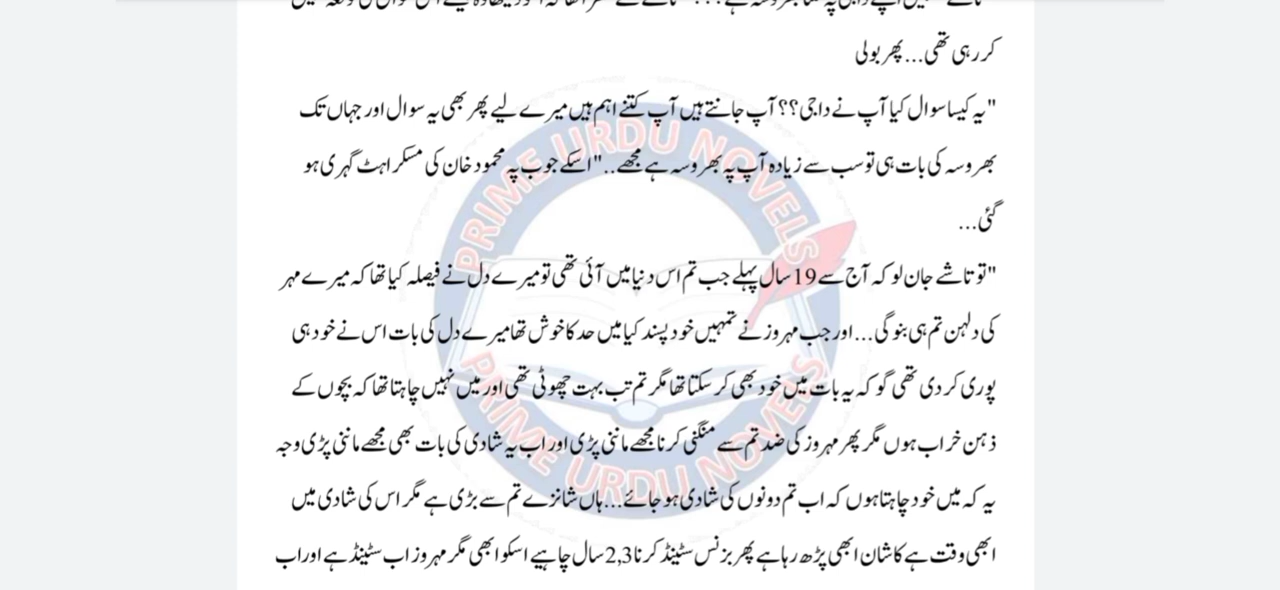 کر رہی تھی... پھر بولی
"یہ کیسا سوال کیا آپ نے داجی؟؟ آپ جانتے ہیں آپ کتنے اہم ہیں میرے لیے پھر بھی یہ سوال اور جہاں تک
بھروسہ کی بات ہی تو سب سے زیادہ آپ پہ بھروسہ ہے مجھے.." اسکے جوب پہ محمود خان کی مسکراہٹ گہری ہو
گئی...
"تو تاشے جان لو کہ آج سے 19 سال پہلے جب تم اس دنیا میں آئی تھی تو میرے دل نے فیصلہ کیا تھا کہ میرے مہر
کی دلہن تم ہی بنو گی... اور جب مہروز نے تمہیں خود پسند کیا میں حد کا خوش تھا میرے دل کی بات اس نے خود ہی
پوری کر دی تھی گو کہ یہ بات میں خود بھی کر سکتا تھا مگر تم تب بہت چھوٹی تھی اور میں نہیں چاہتا تھا کہ بچوں کے
ذہن خراب ہوں مگر پھر مہروز کی ضد تم سے منگنی کرنا مجھے ماننی پڑی اور اب یہ شادی کی بات بھی مجھے ماننی پڑی وجہ
یہ کہ میں خود چاہتا ہوں کہ اب تم دونوں کی شادی ہو جائے... ہاں شانزے تم سے بڑی ہے مگر اس کی شادی میں
ابھی وقت ہے کاشان ابھی پڑھ رہا ہے پھر بزنس سٹینڈ کرنا 2,3 سال چاہیے اسکو ابھی مگر مہروز اب سٹینڈ ہے اور اب
PRIME URDU NOVELS
PRIME URDU NOVELS